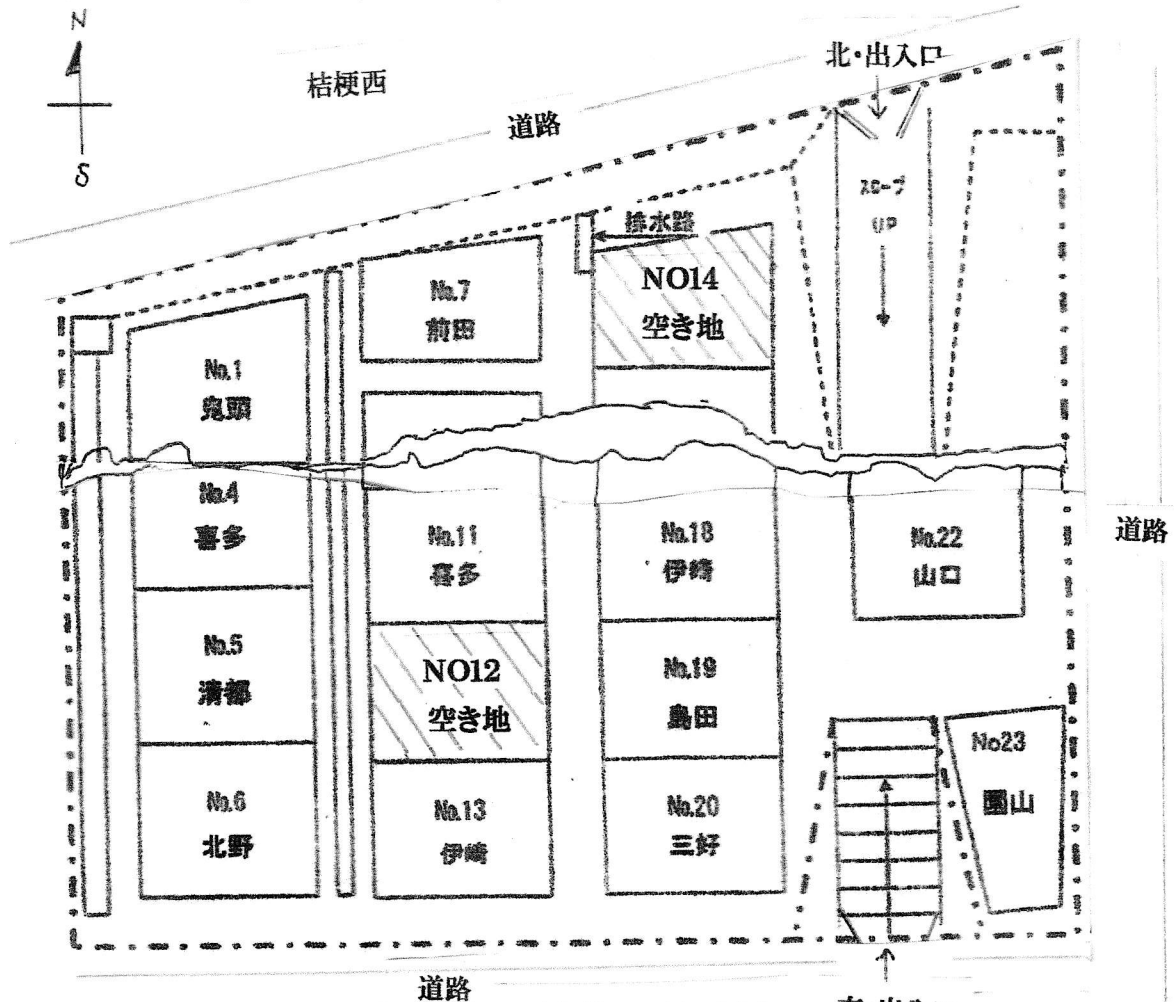 N
S
桔梗西
道路
北・出入口
スロープ
UP
排水路
No.7
前田
NO14
空き地
No.1
鬼頭
No.4
喜多
No.11
喜多
No.18
伊崎
No.22
山口
道路
No.5
清都
NO12
空き地
No.19
島田
No.6
北野
No.13
伊崎
No.20
三好
No23
園山
道路